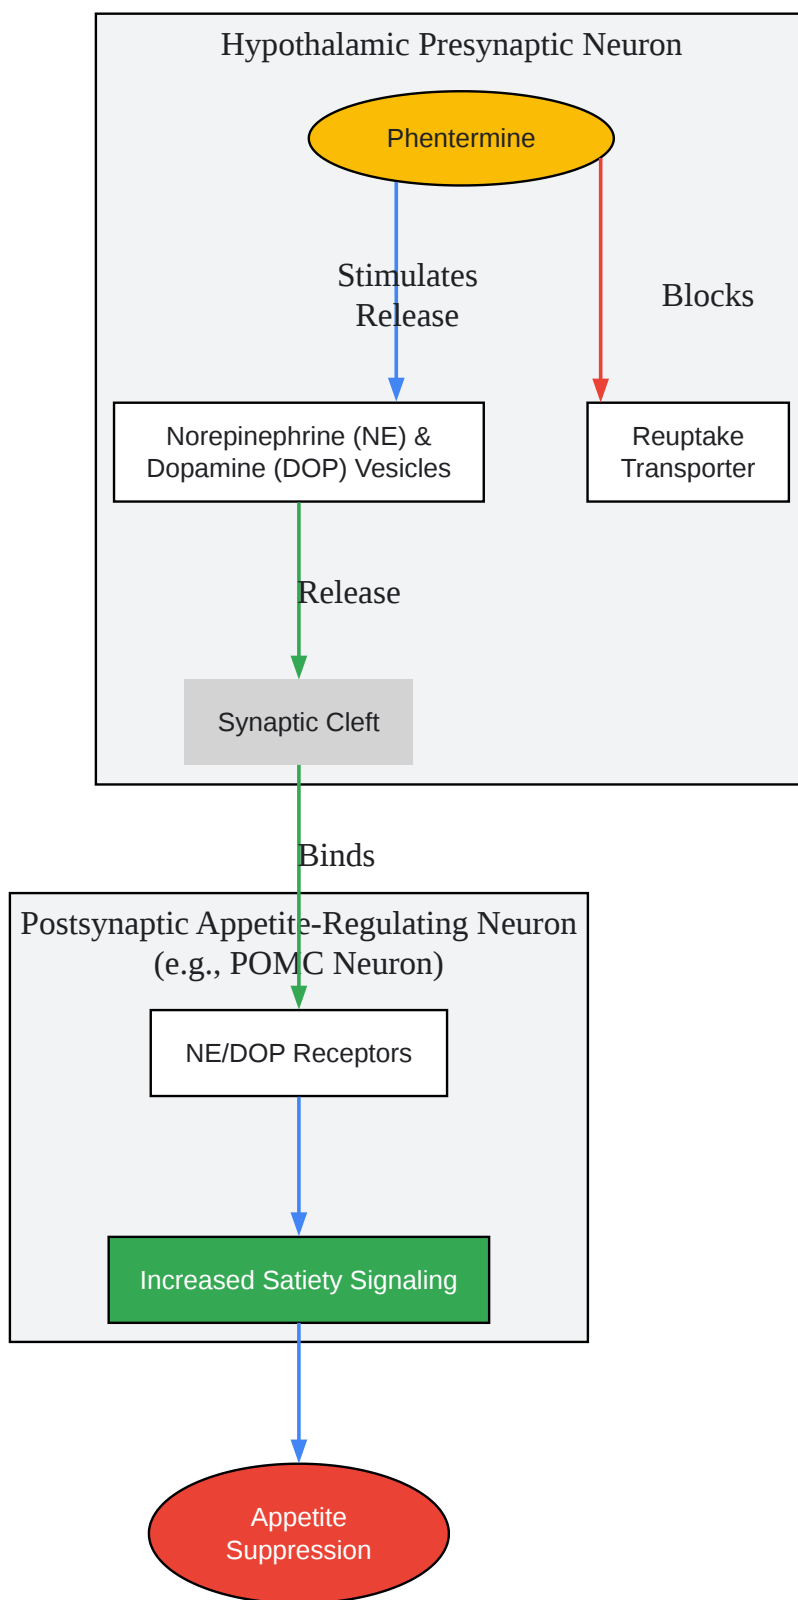 Hypothalamic Presynaptic Neuron
Phentermine
Stimulates
Release
Blocks
Norepinephrine (NE) &
Dopamine (DOP) Vesicles
Reuptake
Transporter
Release
Synaptic Cleft
Binds
Postsynaptic Appetite-Regulating Neuron
(e.g., POMC Neuron)
NE/DOP Receptors
Increased Satiety Signaling
Appetite
Suppression